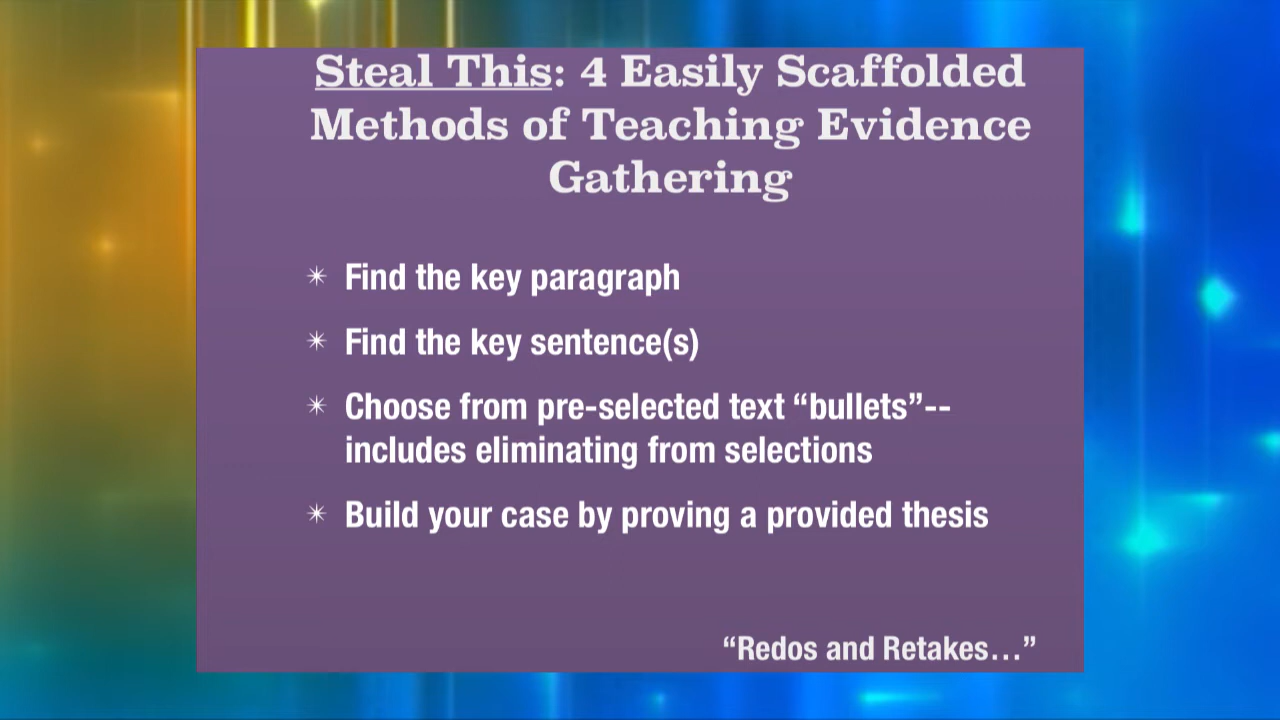 Steal This: 4 Easily Scaffolded
Methods of Teaching Evidence
Gathering
✴ Find the key paragraph
✴ Find the key sentence(s)
✴ Choose from pre-selected text “bullets”--
includes eliminating from selections
✴ Build your case by proving a provided thesis
“Redos and Retakes…”